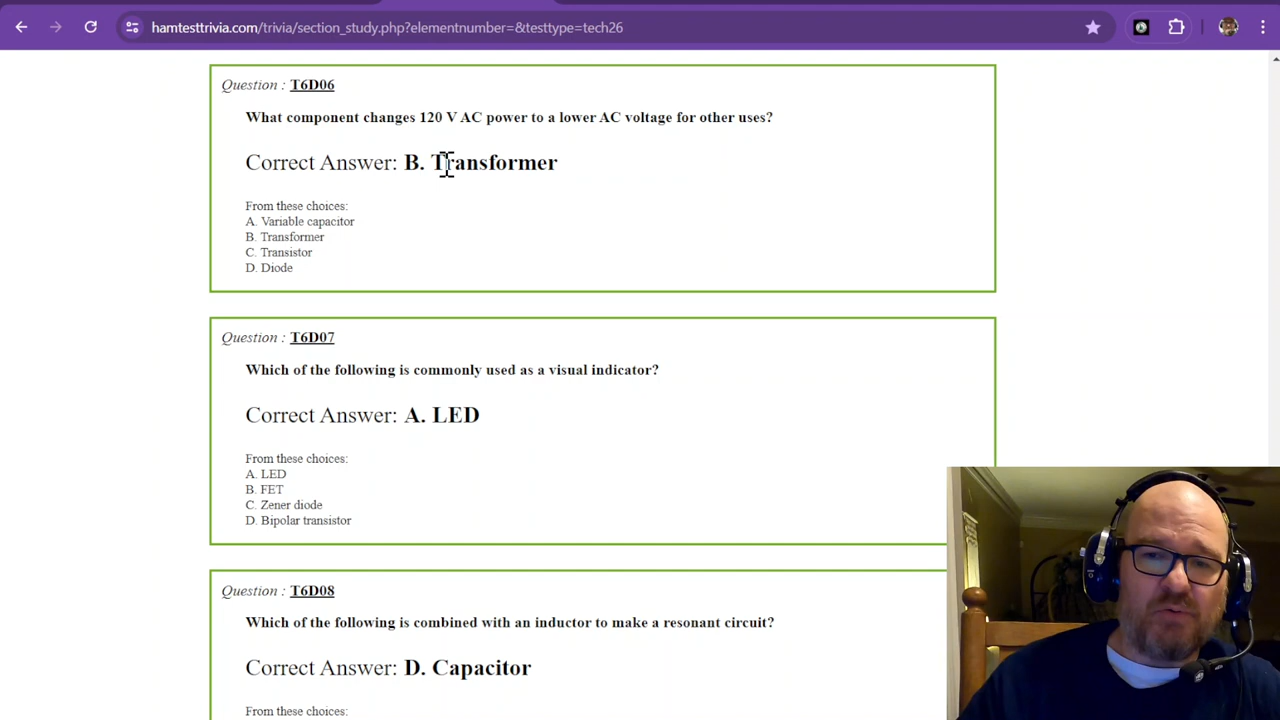 hamtesttrivia.com/trivia/section_study.php?elementnumber=&testtype=tech26
Question : T6D06
What component changes 120 V AC power to a lower AC voltage for other uses?
Correct Answer: B. Transformer
From these choices:
A. Variable capacitor
B. Transformer
C. Transistor
D. Diode
Question : T6D07
Which of the following is commonly used as a visual indicator?
Correct Answer: A. LED
From these choices:
A. LED
B. FET
C. Zener diode
D. Bipolar transistor
Question : T6D08
Which of the following is combined with an inductor to make a resonant circuit?
Correct Answer: D. Capacitor
From these choices: